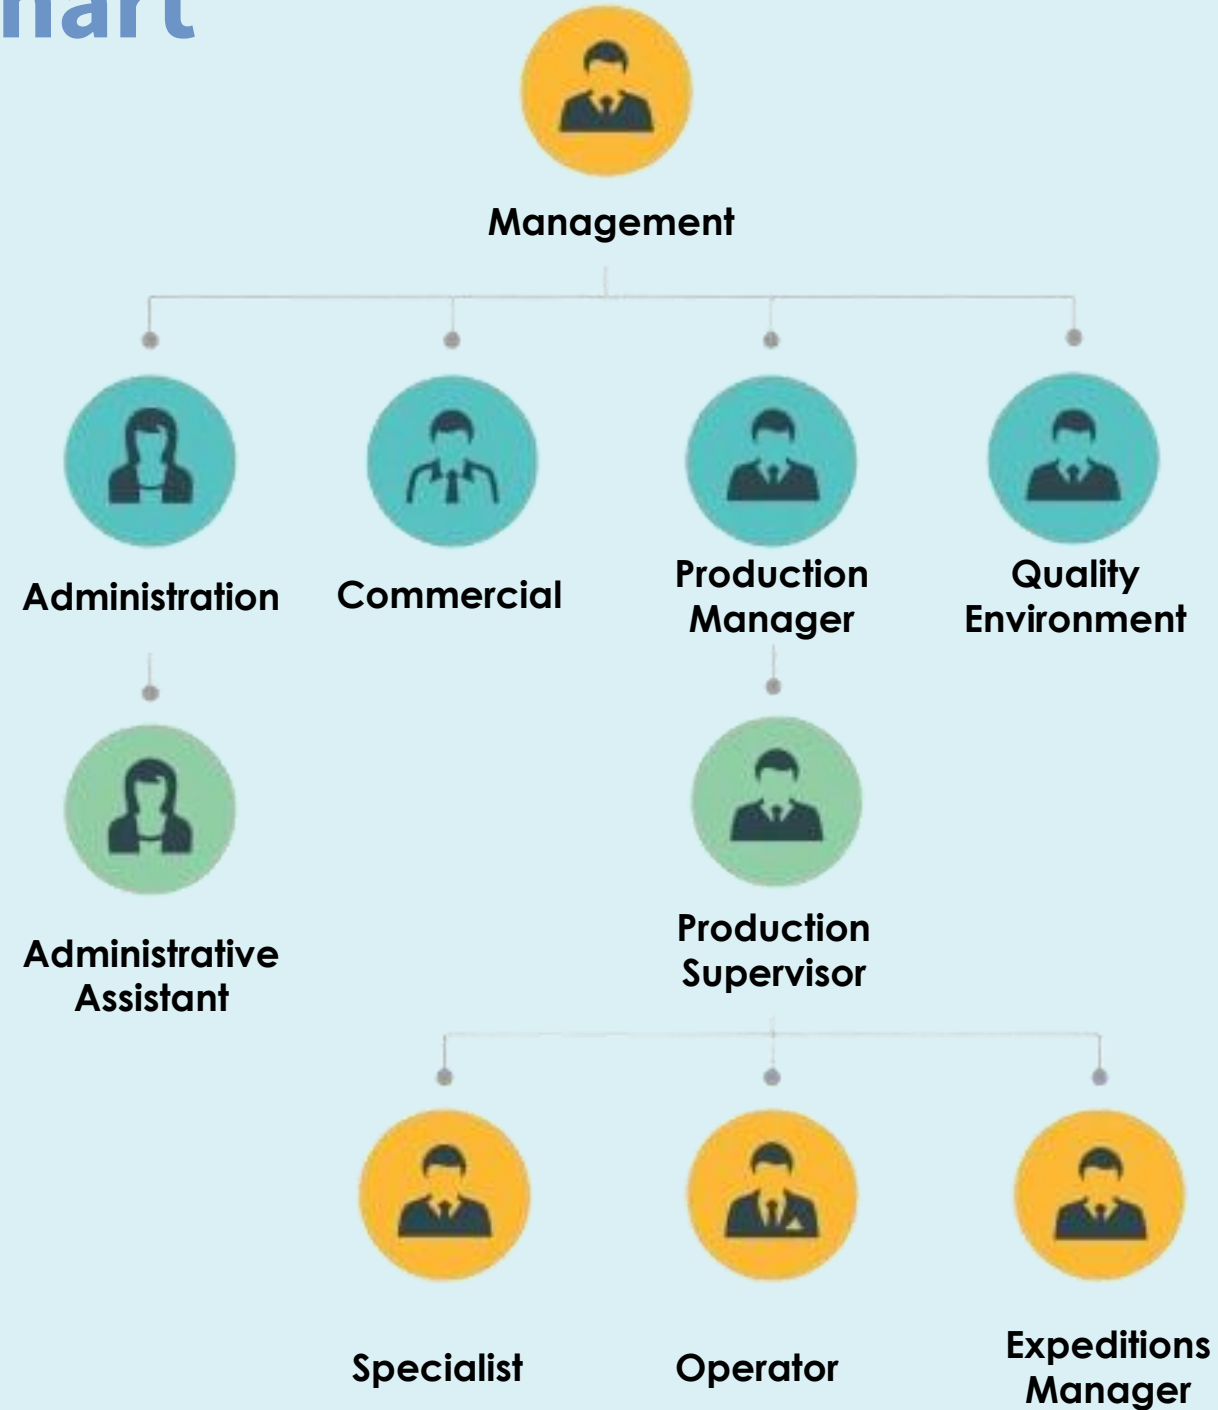 Management
Administration
Commercial
Production
Manager
Quality
Environment
Administrative
Assistant
Production
Supervisor
Specialist
Operator
Expeditions
Manager